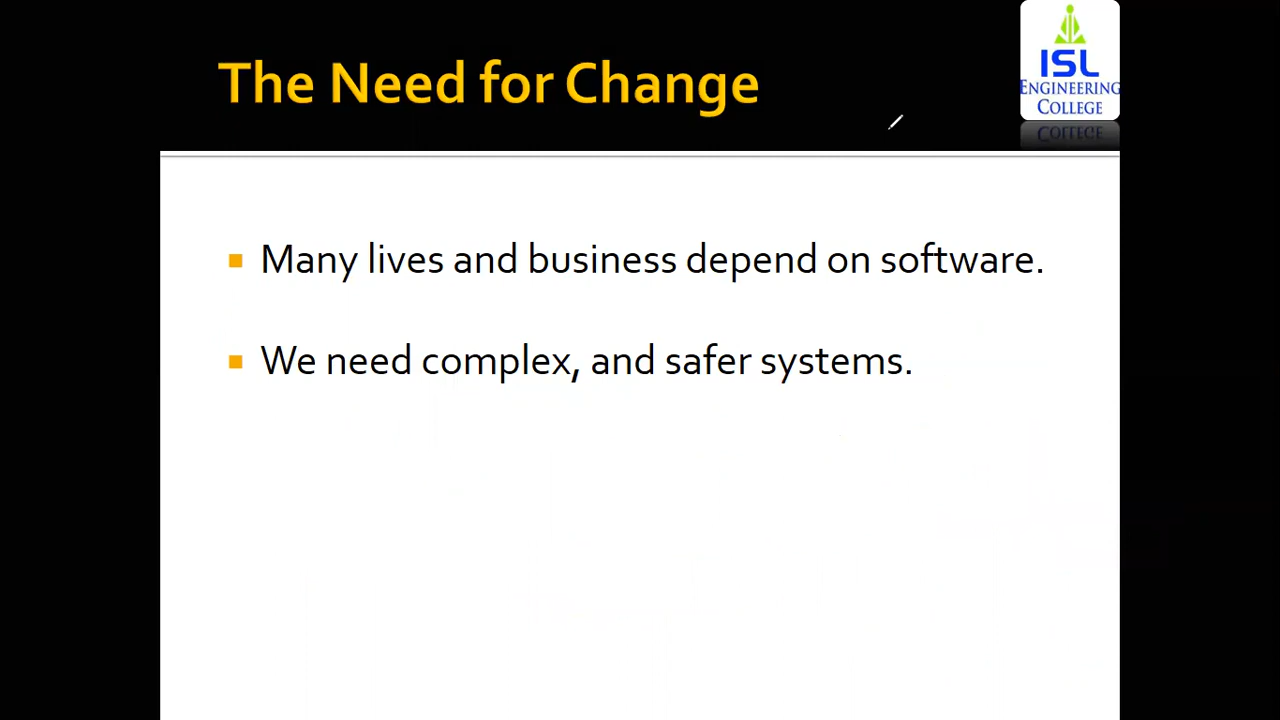 The Need for Change
ISL
ENGINEERING
COLLEGE
Many lives and business depend on software.
We need complex, and safer systems.